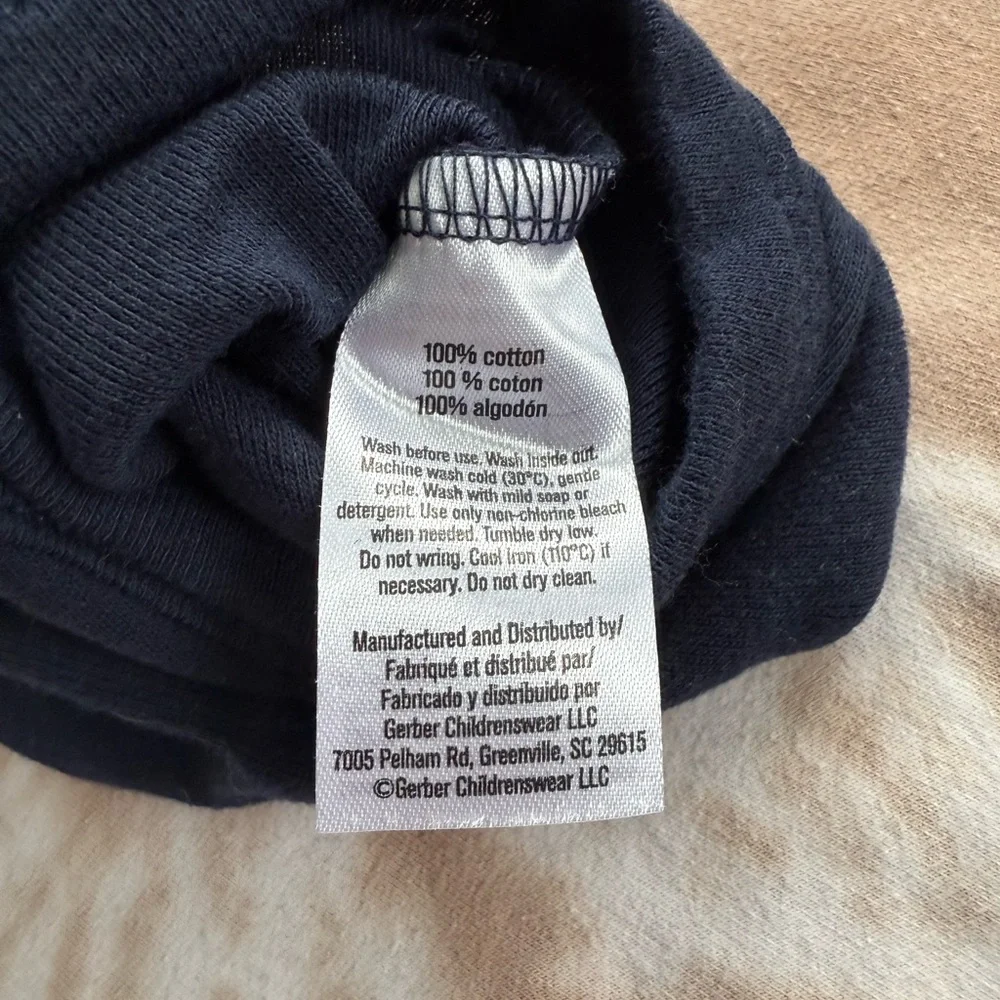 100% cotton
100 % coton
100% algodón
Wash before use. Wash inside out.
Machine wash cold (30°C), gentle
cycle. Wash with mild soap or
detergent. Use only non-chlorine bleach
when needed. Tumble dry low.
Do not wring. Cool Iron (110°C) if
necessary. Do not dry clean.
Manufactured and Distributed by/
Fabriqué et distribué par/
Fabricado y distribuido por
Gerber Childrenswear LLC
7005 Pelham Rd, Greenville, SC 29615
©Gerber Childrenswear LLC